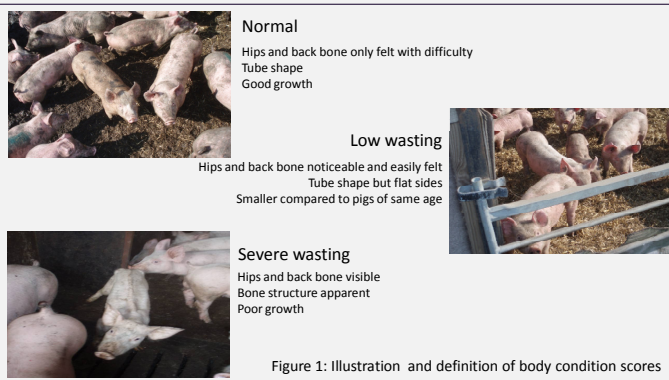 Normal
Hips and back bone only felt with difficulty
Tube shape
Good growth
Low wasting
Hips and back bone noticeable and easily felt
Tube shape but flat sides
Smaller compared to pigs of same age
Severe wasting
Hips and back bone visible
Bone structure apparent
Poor growth
Figure 1: Illustration and definition of body condition scores